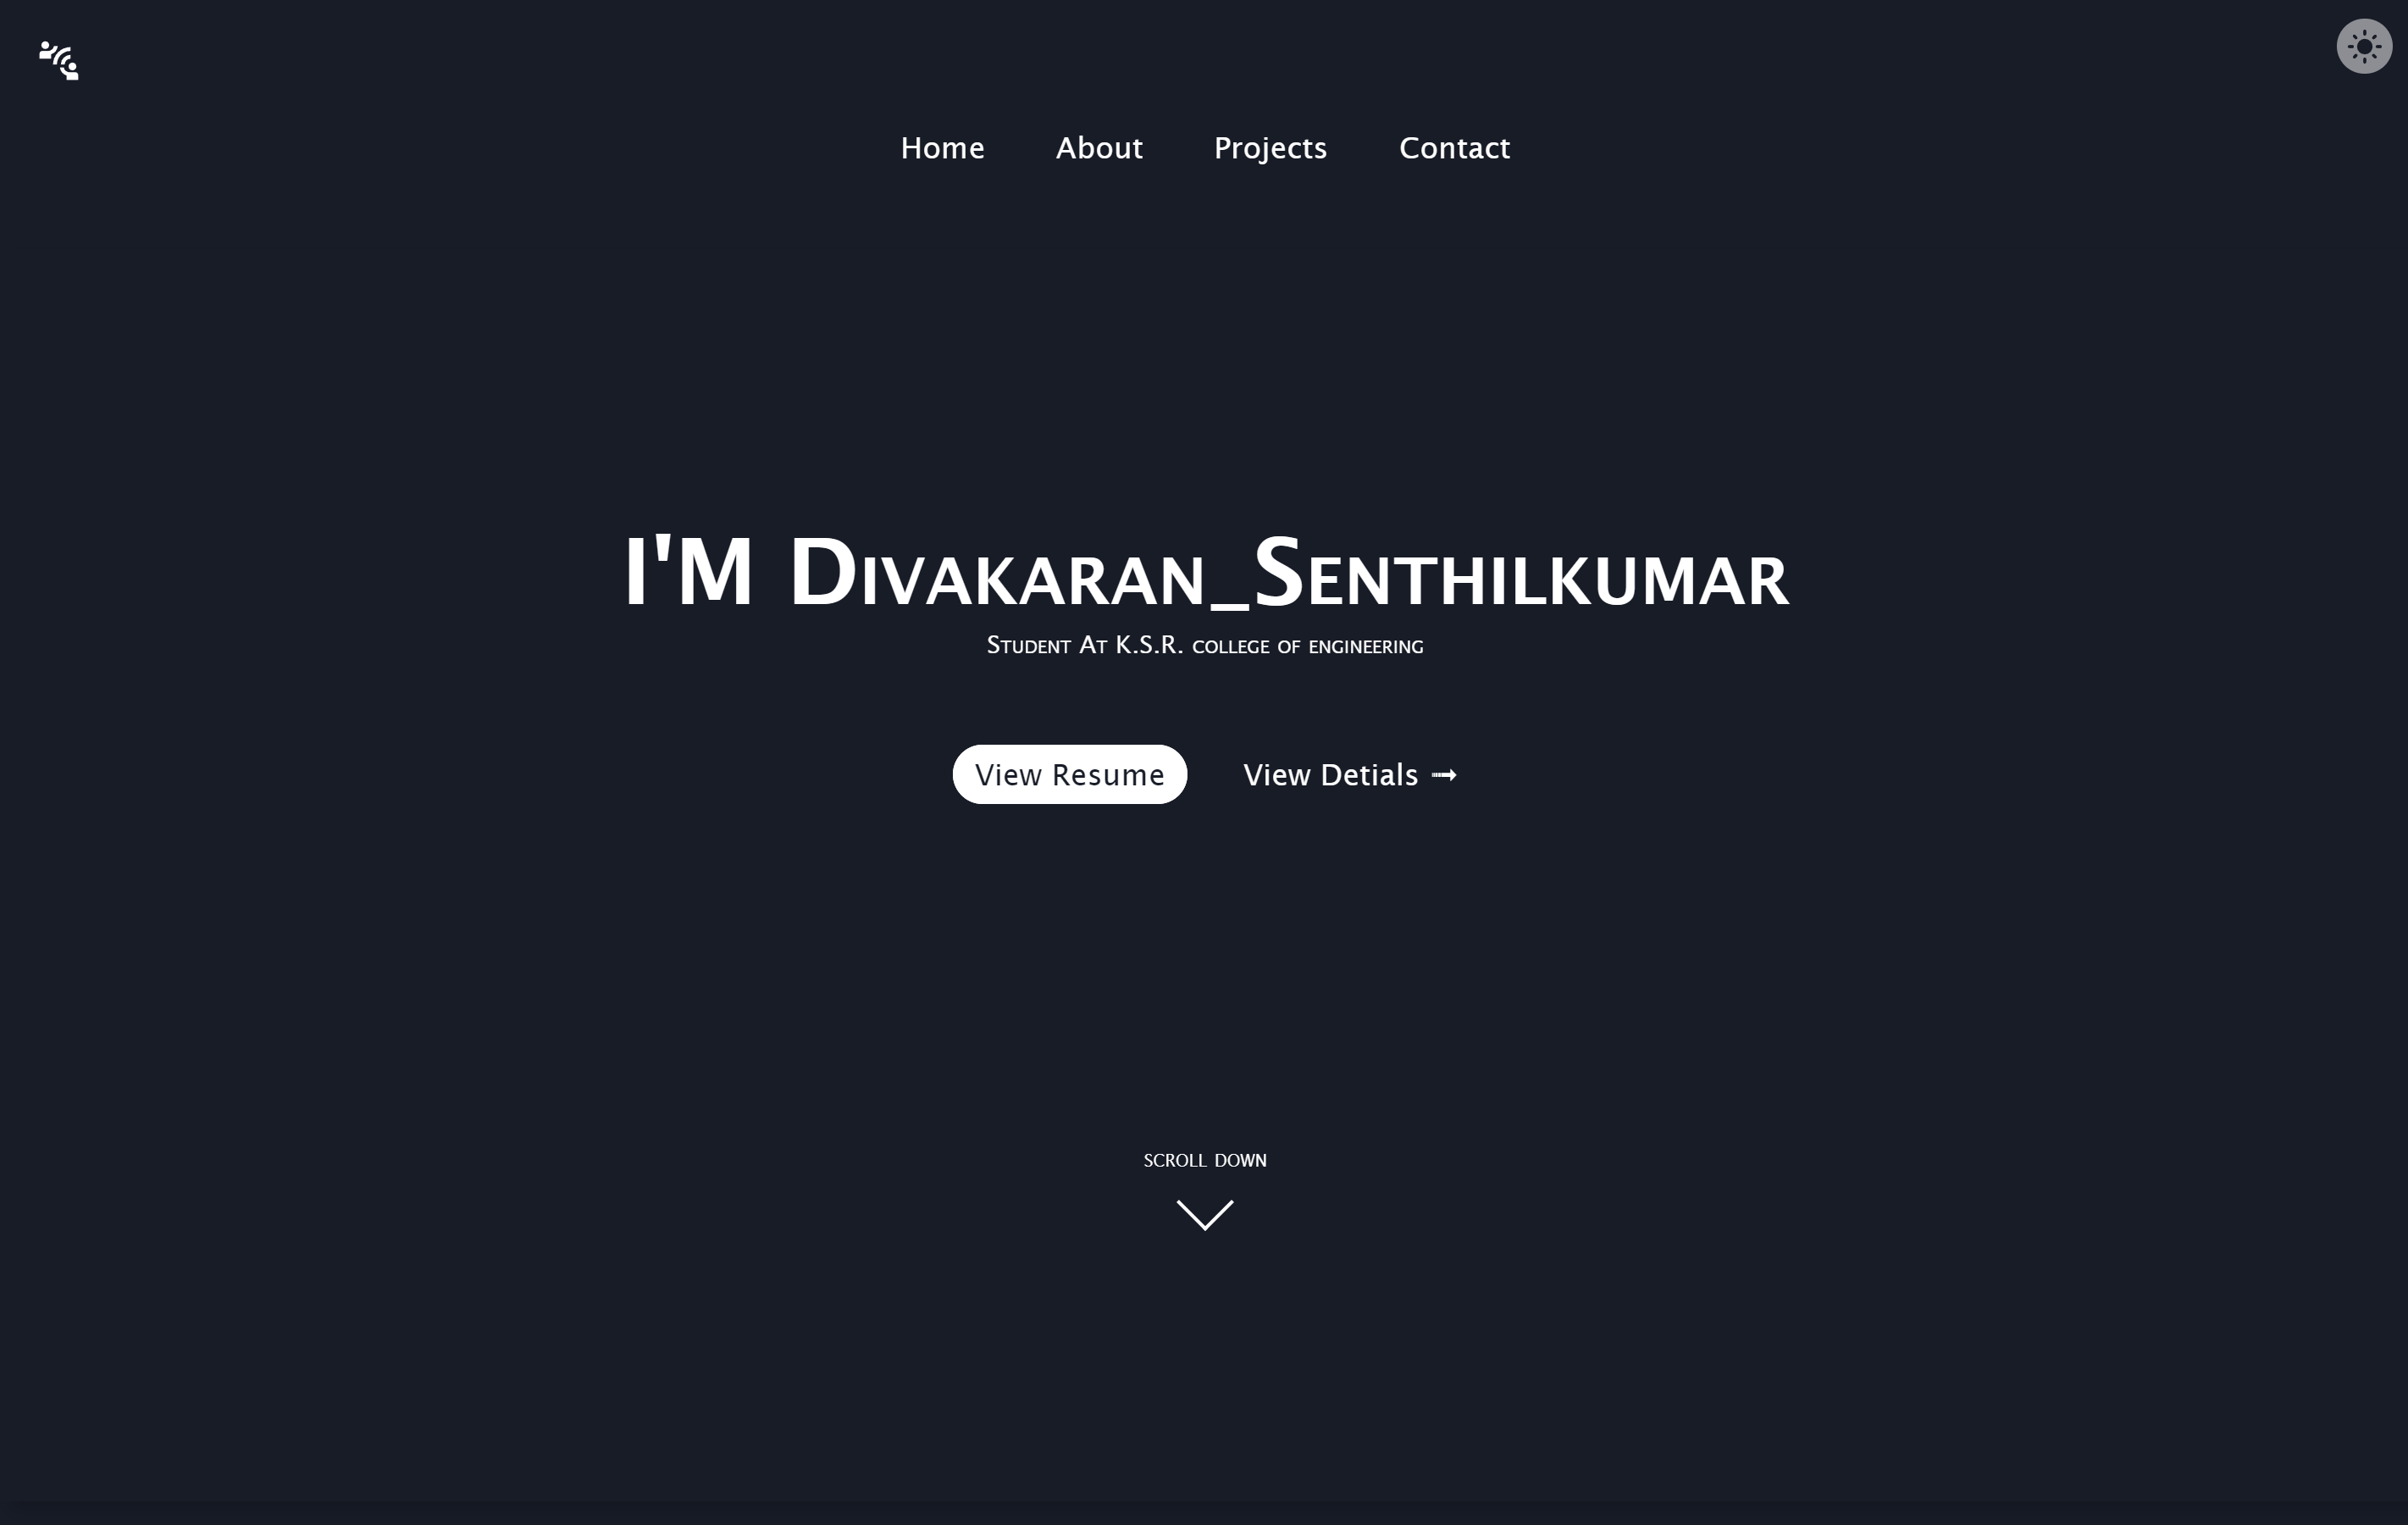 Home About Projects Contact
I'M Divakaran_Senthilkumar
Student At K.S.R. college of engineering
View Resume View Detials ➟
scroll down